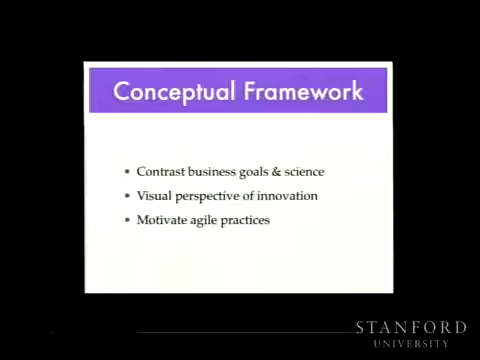 Conceptual Framework
• Contrast business goals & science
• Visual perspective of innovation
• Motivate agile practices
STANFORD
UNIVERSITY